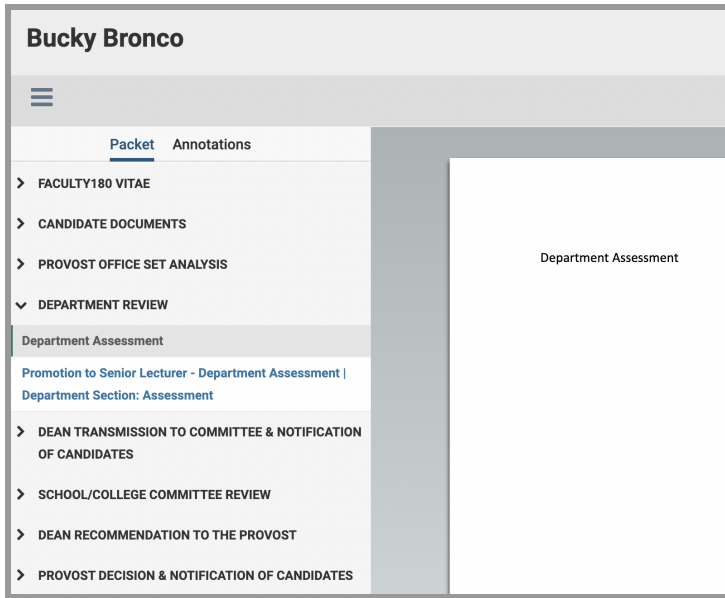 Bucky Bronco
Packet Annotations
FACULTY180 VITAE
CANDIDATE DOCUMENTS
PROVOST OFFICE SET ANALYSIS
DEPARTMENT REVIEW
Department Assessment
Promotion to Senior Lecturer - Department Assessment |
Department Section: Assessment
DEAN TRANSMISSION TO COMMITTEE & NOTIFICATION
OF CANDIDATES
SCHOOL/COLLEGE COMMITTEE REVIEW
DEAN RECOMMENDATION TO THE PROVOST
PROVOST DECISION & NOTIFICATION OF CANDIDATES
Department Assessment